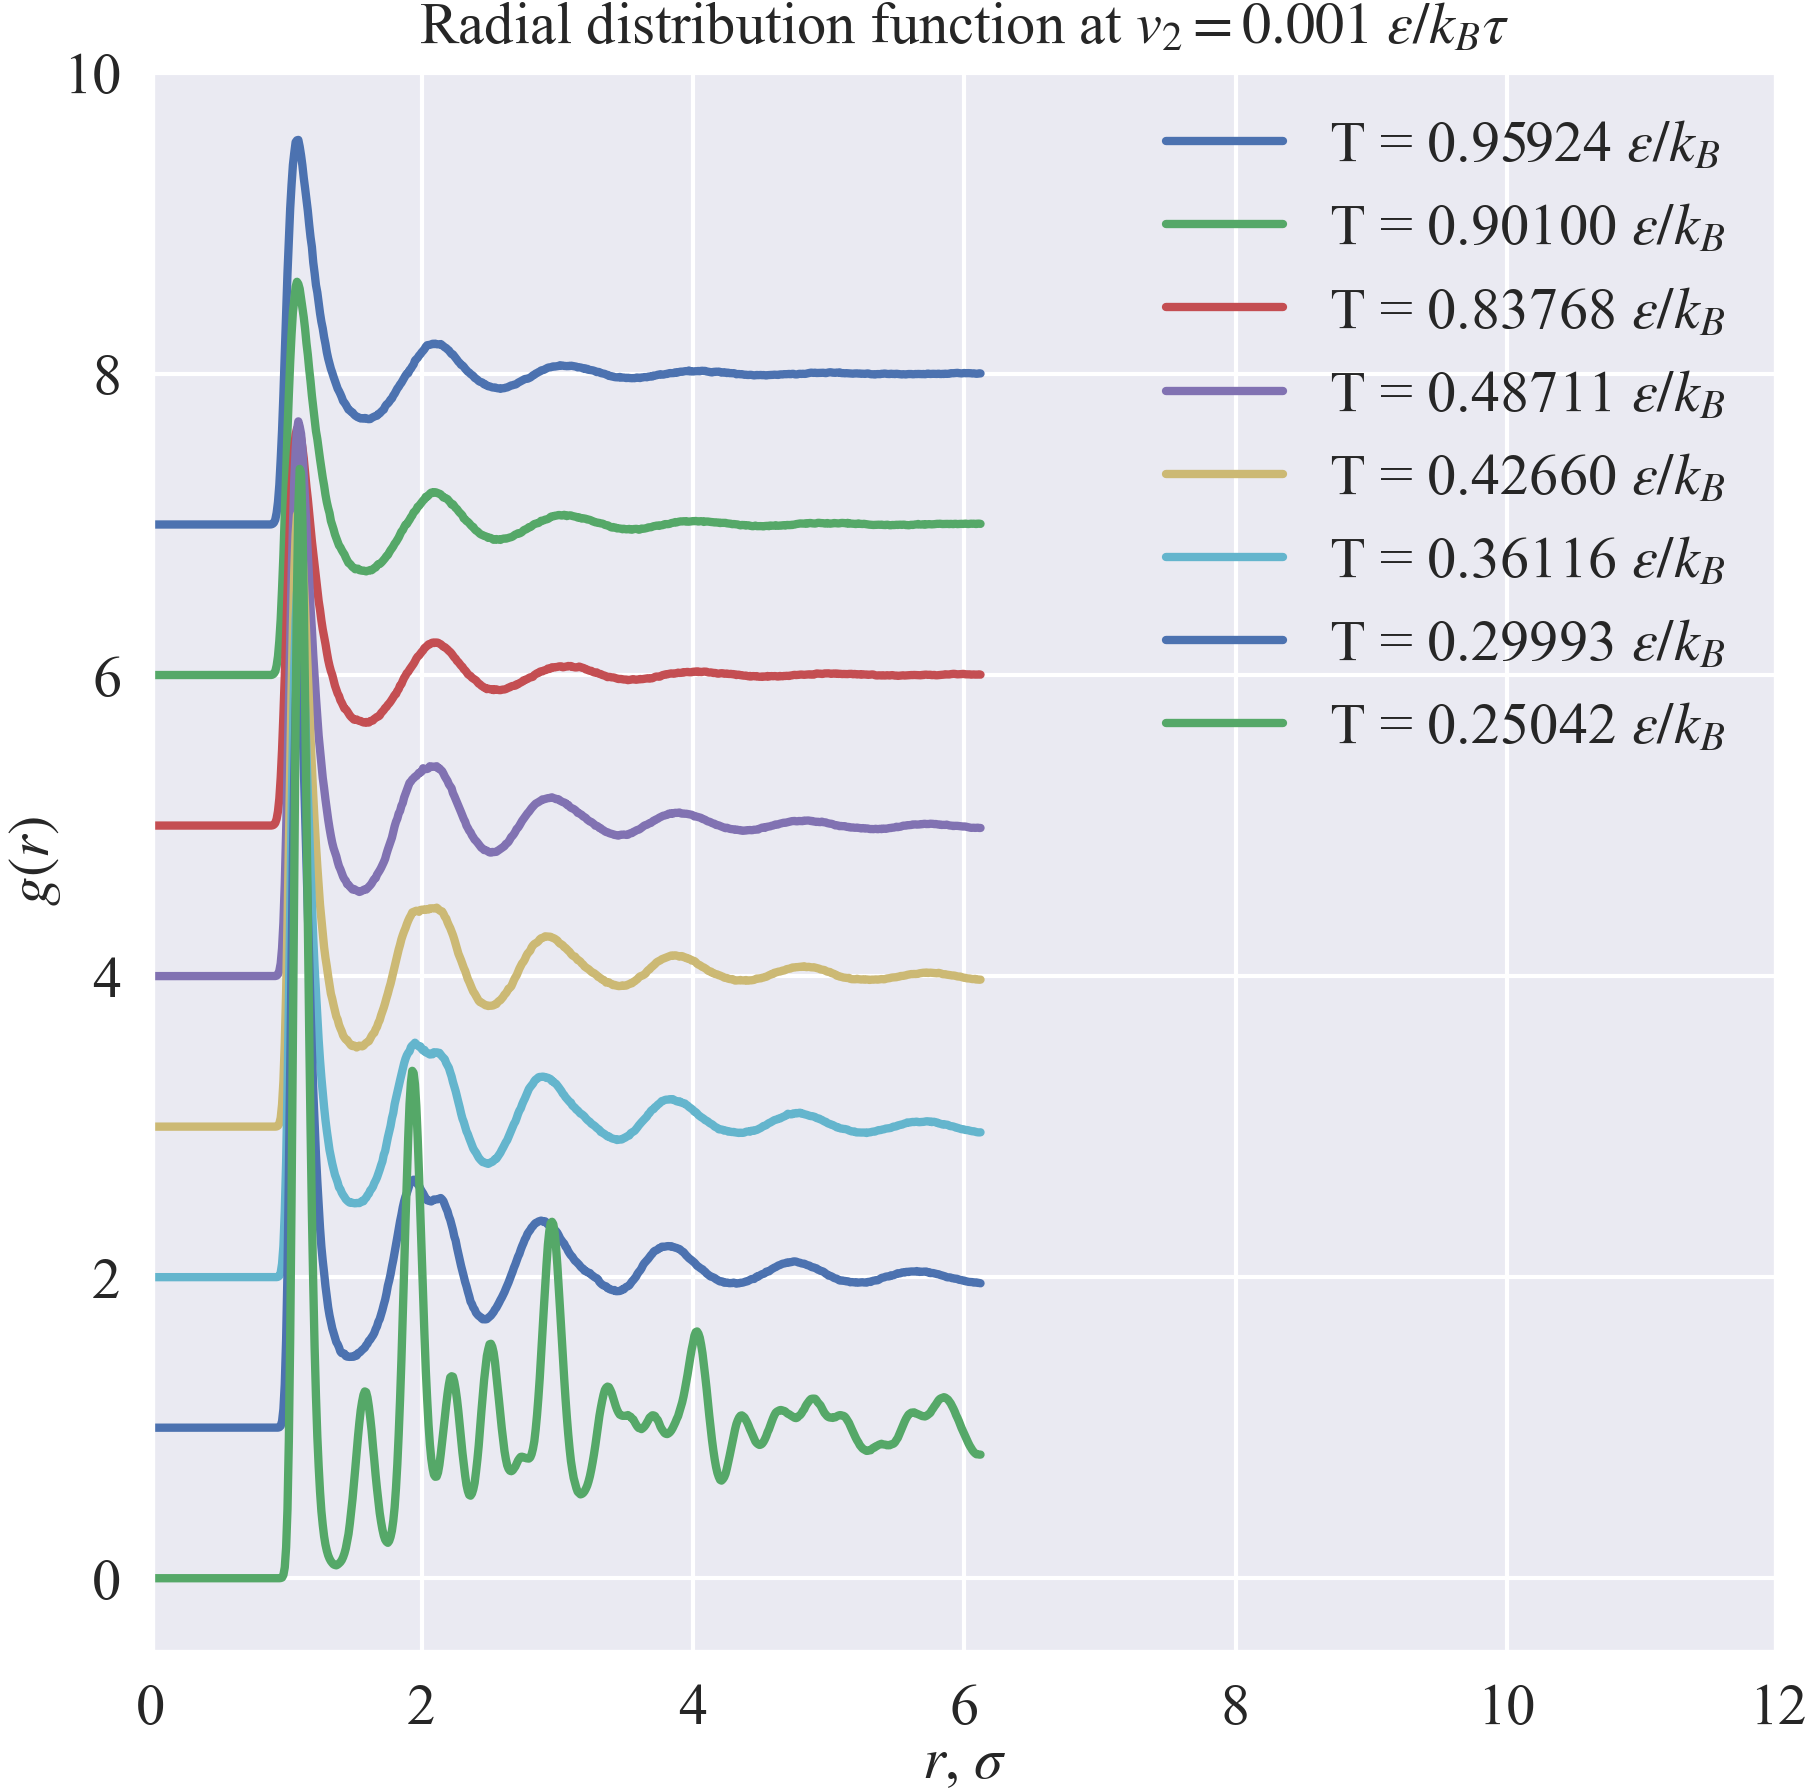 Radial distribution function at v₂ = 0.001 ε/k_Bτ
10
8
6
4
2
0
g(r)
T = 0.95924 ε/k_B
T = 0.90100 ε/k_B
T = 0.83768 ε/k_B
T = 0.48711 ε/k_B
T = 0.42660 ε/k_B
T = 0.36116 ε/k_B
T = 0.29993 ε/k_B
T = 0.25042 ε/k_B
0 2 4 6 8 10 12
r, σ